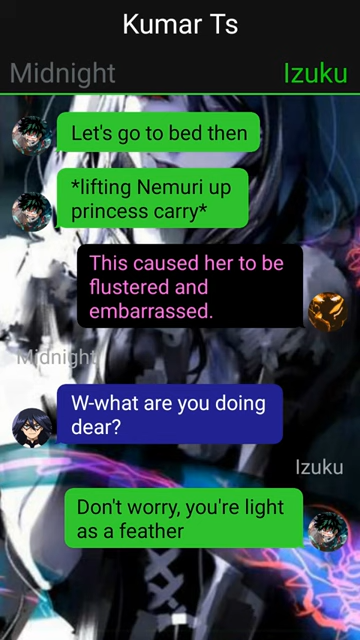 Kumar Ts
Midnight
Izuku
Let's go to bed then
*lifting Nemuri up
princess carry*
This caused her to be
flustered and
embarrassed.
Midnight
W-what are you doing
dear?
Izuku
Don't worry, you're light
as a feather